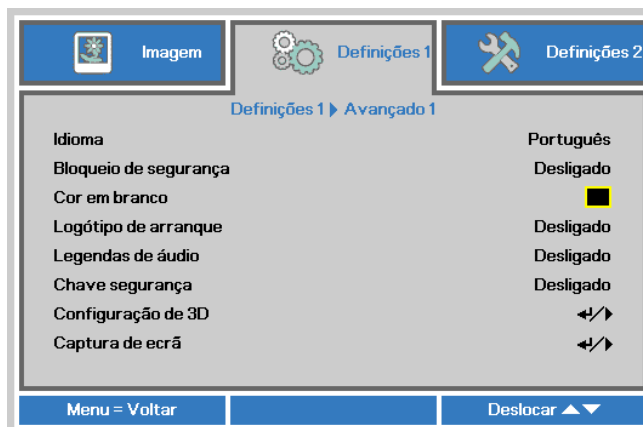 Imagem
Definições 1
Definições 2
Definições 1 Avançado 1
Idioma Português
Bloqueio de segurança Desligado
Cor em branco
Logótipo de arranque Desligado
Legendas de áudio Desligado
Chave segurança Desligado
Configuração de 3D
Captura de ecrã
Menu = Voltar
Deslocar